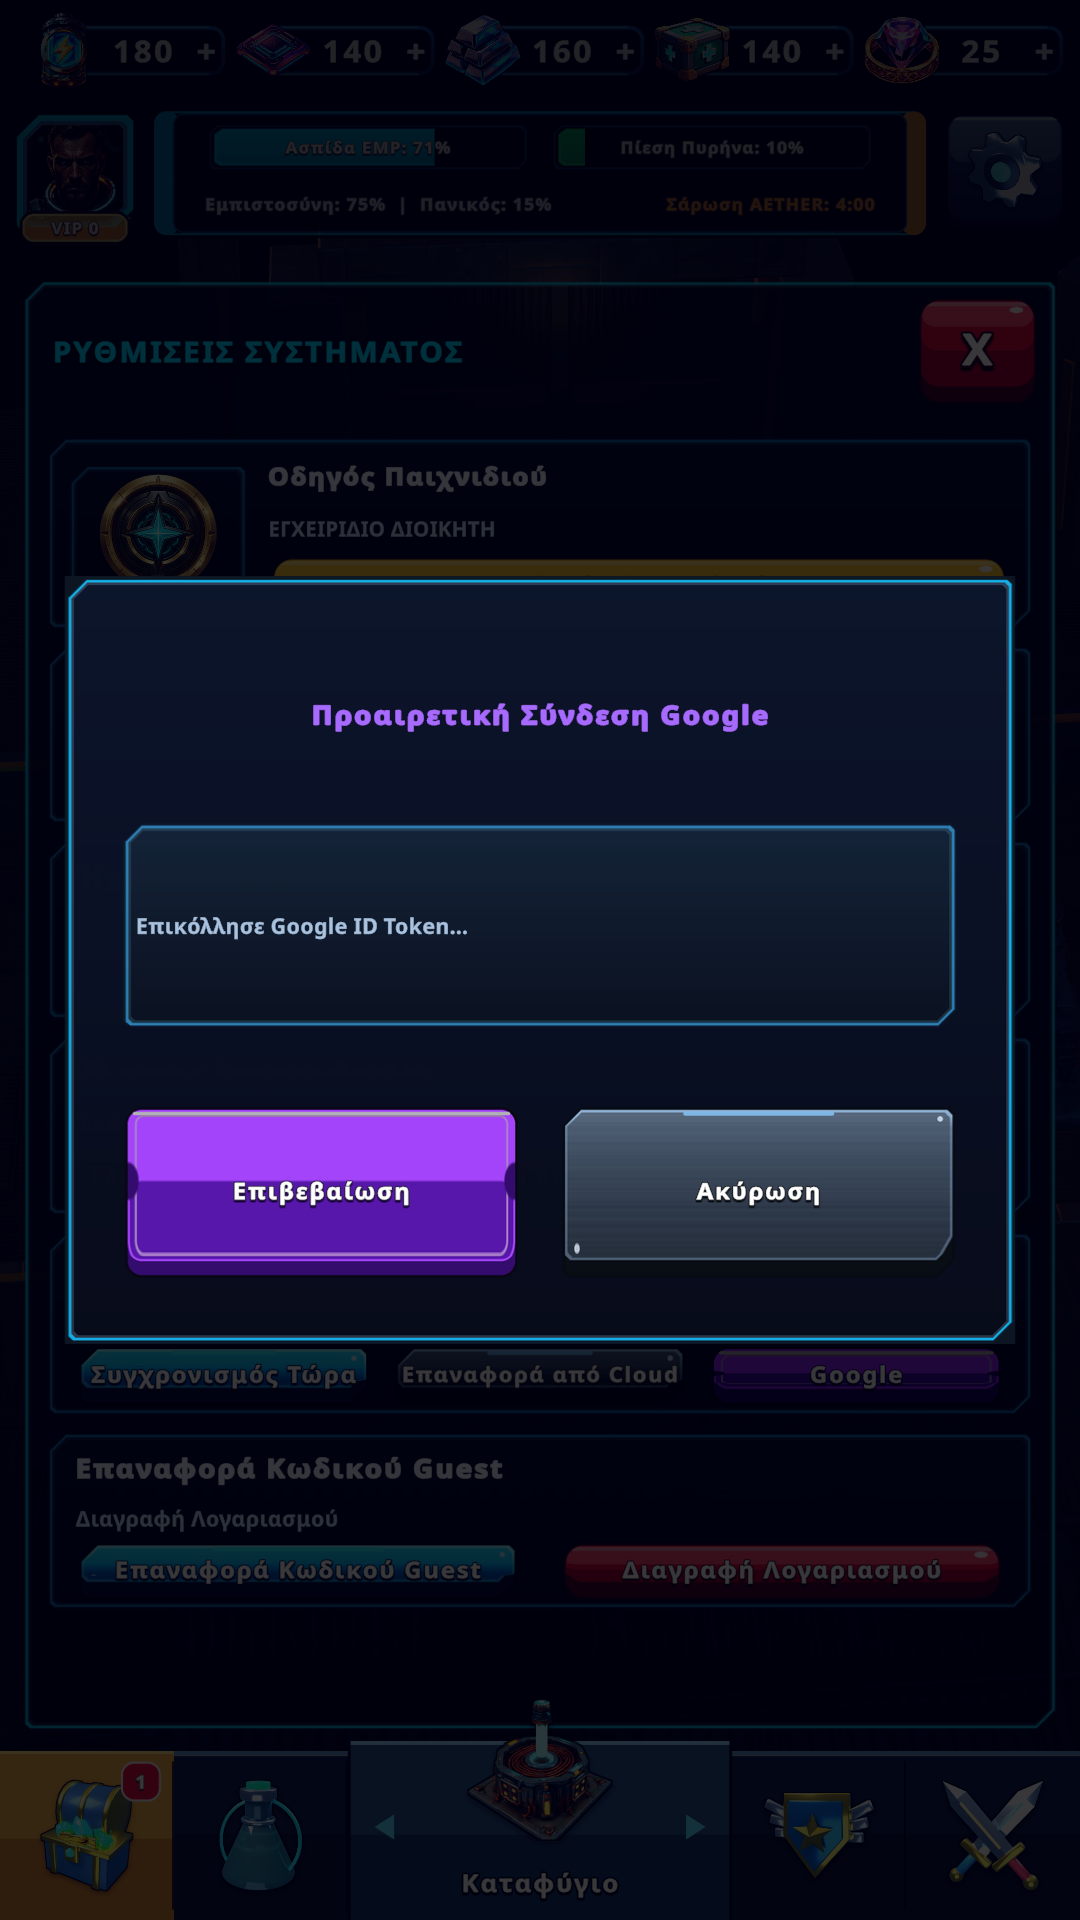 180 + 140 + 160 + 140 + 25 +
Ασπίδα EMP: 71% Πίεση Πυρήνα: 10%
Εμπιστοσύνη: 75% | Πανικός: 15% Σάρωση AETHER: 4:00
VIP 0
ΡΥΘΜΙΣΕΙΣ ΣΥΣΤΗΜΑΤΟΣ
X
Οδηγός Παιχνιδιού
ΕΓΧΕΙΡΙΔΙΟ ΔΙΟΙΚΗΤΗ
Προαιρετική Σύνδεση Google
Επικόλλησε Google ID Token...
Επιβεβαίωση Ακύρωση
Συγχρονισμός Τώρα Επαναφορά από Cloud Google
Επαναφορά Κωδικού Guest
Διαγραφή Λογαριασμού
Επαναφορά Κωδικού Guest Διαγραφή Λογαριασμού
1
Καταφύγιο